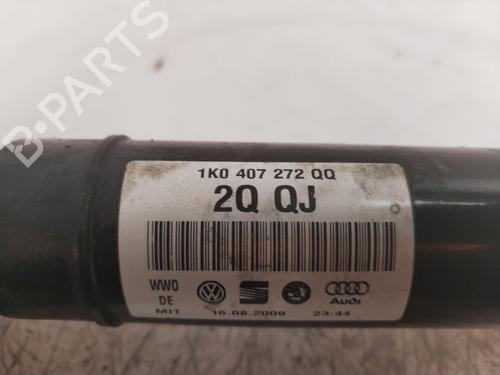 B-PARTS
1K0 407 272 QQ
2Q QJ
WWO
DE
Audi
MI1 16.08.2009 23:44